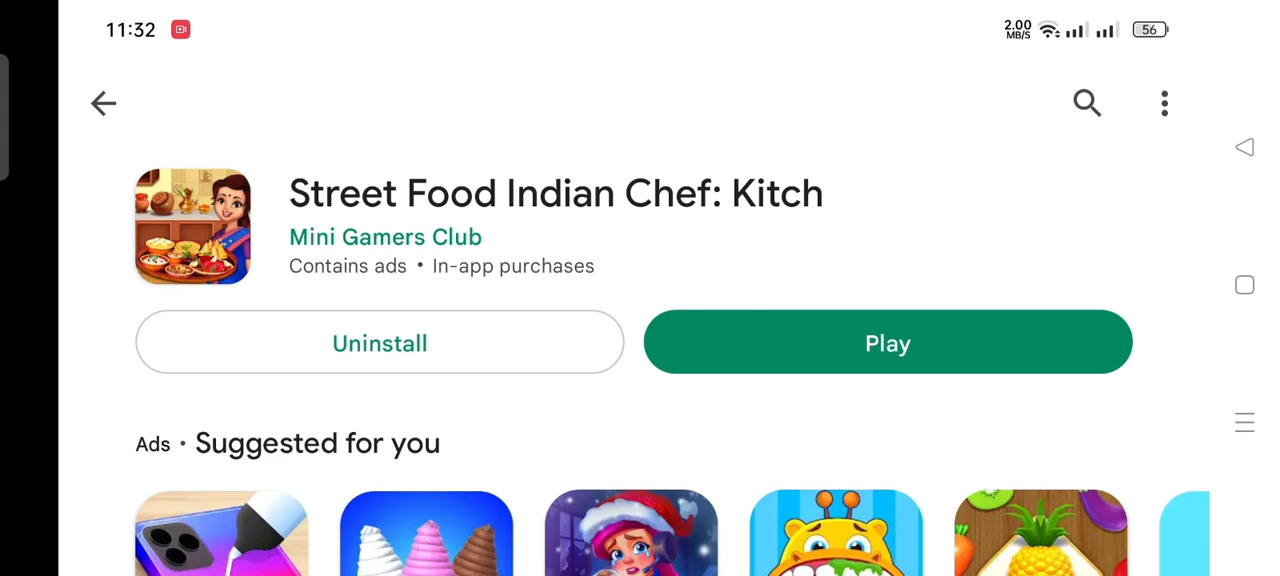 11:32
2.00
MB/S
56
Street Food Indian Chef: Kitch
Mini Gamers Club
Contains ads • In-app purchases
Uninstall
Play
Ads • Suggested for you